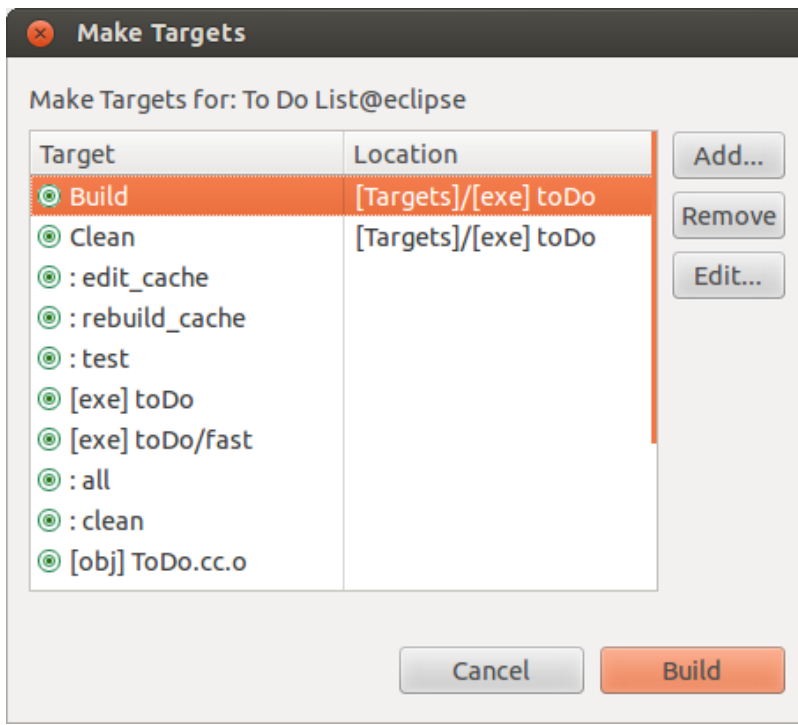 Make Targets
Make Targets for: To Do List@eclipse
Target Location
Build [Targets]/[exe] toDo
Clean [Targets]/[exe] toDo
: edit_cache
: rebuild_cache
: test
[exe] toDo
[exe] toDo/fast
: all
: clean
[obj] ToDo.cc.o
Add...
Remove
Edit...
Cancel Build